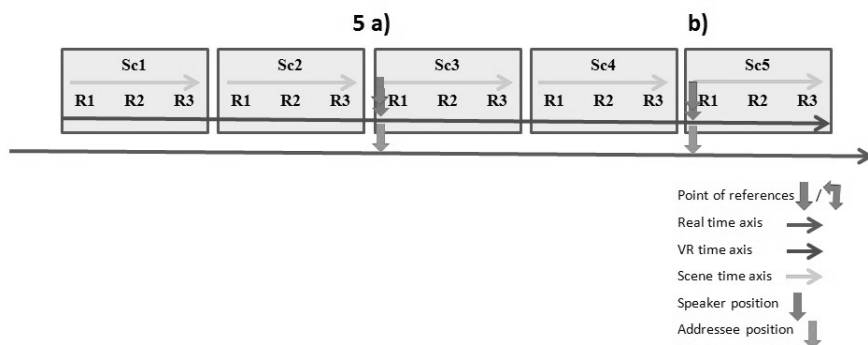 5 a) b)
Sc1 Sc2 Sc3 Sc4 Sc5
R1 R2 R3 R1 R2 R3 R1 R2 R3 R1 R2 R3 R1 R2 R3
Point of references /
Real time axis
VR time axis
Scene time axis
Speaker position
Addressee position